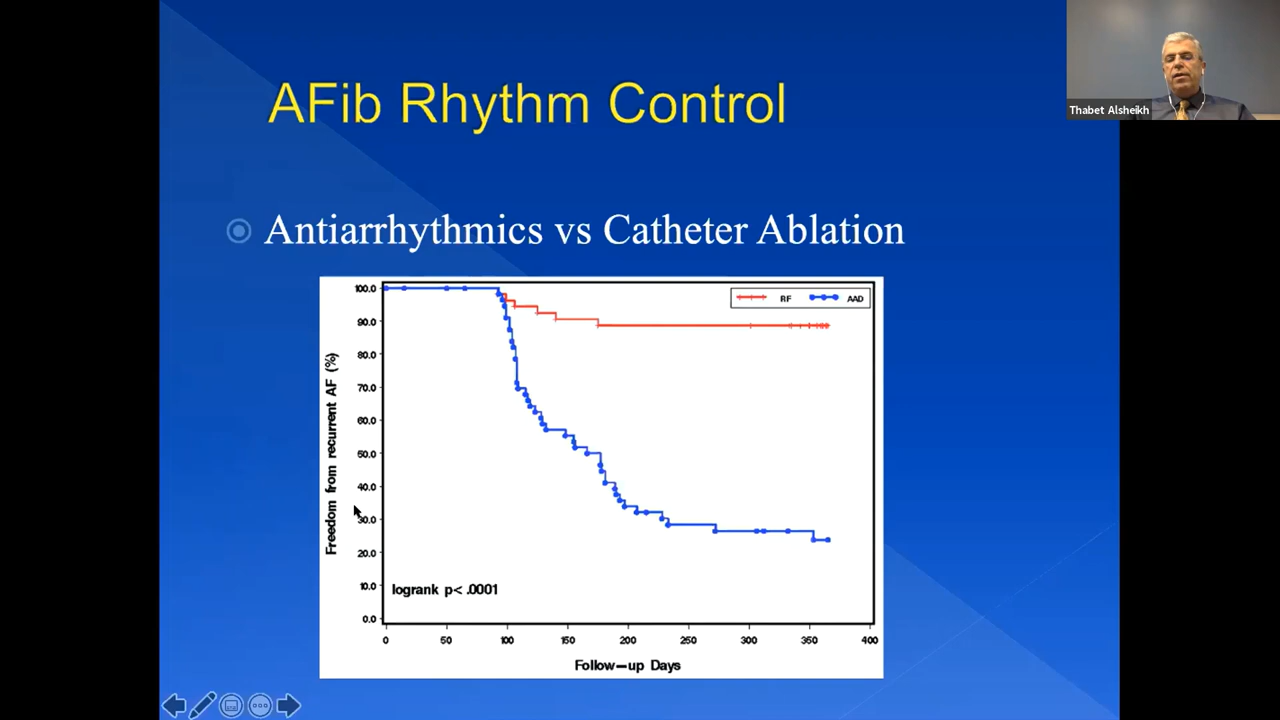 AFib Rhythm Control
Thabet Alsheikh
Antiarrhythmics vs Catheter Ablation
RF AAD
100.0
90.0
80.0
70.0
60.0
50.0
40.0
30.0
20.0
10.0
0.0
Freedom from recurrent AF (%)
logrank p< .0001
0 50 100 150 200 250 300 350 400
Follow-up Days